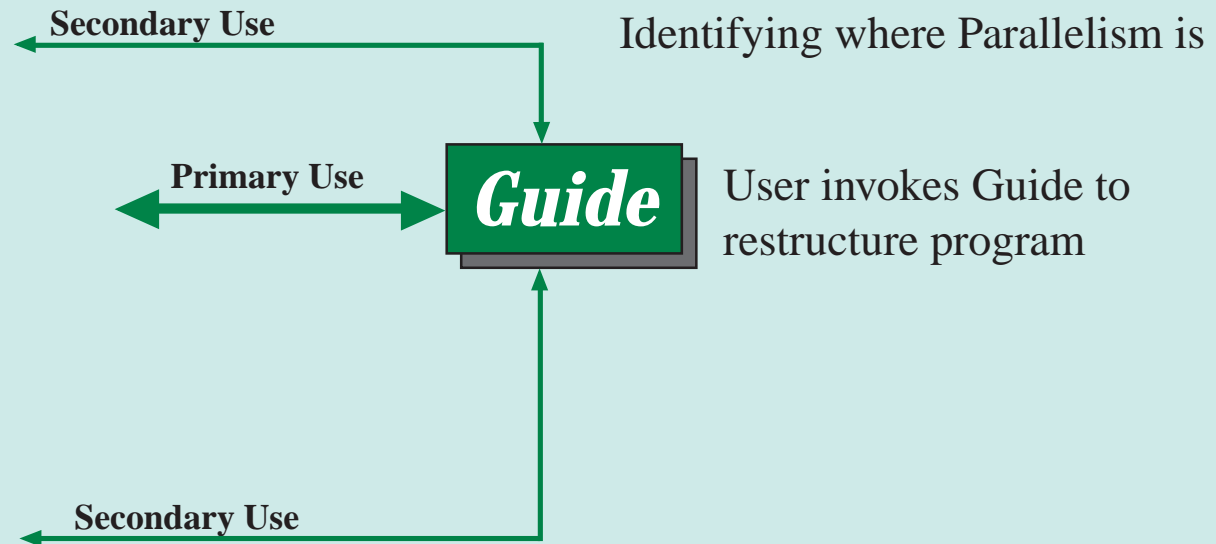 Secondary Use
Identifying where Parallelism is
Primary Use
Guide
User invokes Guide to
restructure program
Secondary Use